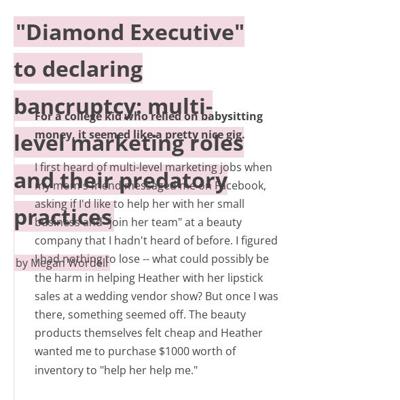 "Diamond Executive"
to declaring
bancruptcy: multi-
level marketing roles
and their predatory
practices
by Megan Wordell
For a college kid who relied on babysitting
money, it seemed like a pretty nice gig.
I first heard of multi-level marketing jobs when
my mom's friend messaged me on Facebook,
asking if I'd like to help her with her small
business and "join her team" at a beauty
company that I hadn't heard of before. I figured
I had nothing to lose -- what could possibly be
the harm in helping Heather with her lipstick
sales at a wedding vendor show? But once I was
there, something seemed off. The beauty
products themselves felt cheap and Heather
wanted me to purchase $1000 worth of
inventory to "help her help me."